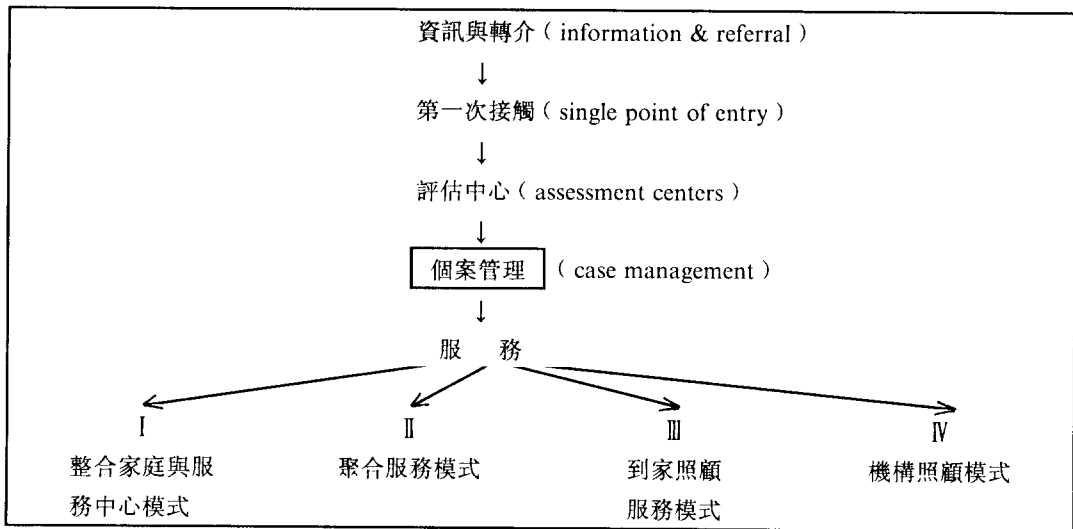 資訊與轉介（information & referral）
第一次接觸（single point of entry）
評估中心（assessment centers）
個案管理（case management）
服 務
I II III IV
整合家庭與服 聚合服務模式 到家照顧 機構照顧模式
務中心模式 服務模式